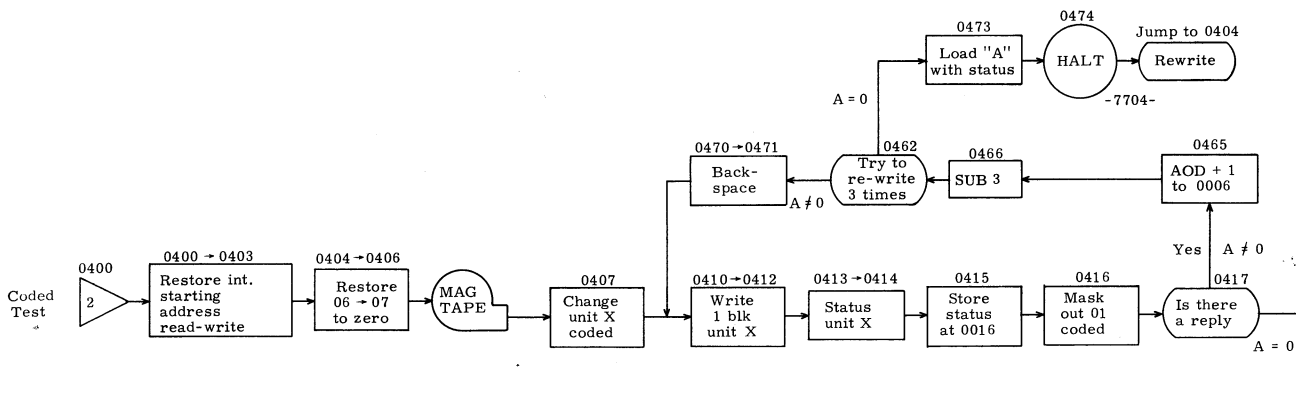 0474
0473
Jump to 0404
Load "A"
with status
HALT
Rewrite
-7704-
A = 0
0470→0471
0462
0466
0465
Back-
space
Try to
re-write
3 times
SUB 3
AOD + 1
to 0006
A ≠ 0
Yes
A ≠ 0
0400
0400 → 0403
0404 → 0406
0407
0410→0412
0413→0414
0415
0416
0417
Coded
Test
2
Restore int.
starting
address
read-write
Restore
06 → 07
to zero
MAG
TAPE
Change
unit X
coded
Write
1 blk
unit X
Status
unit X
Store
status
at 0016
Mask
out 01
coded
Is there
a reply
A = 0